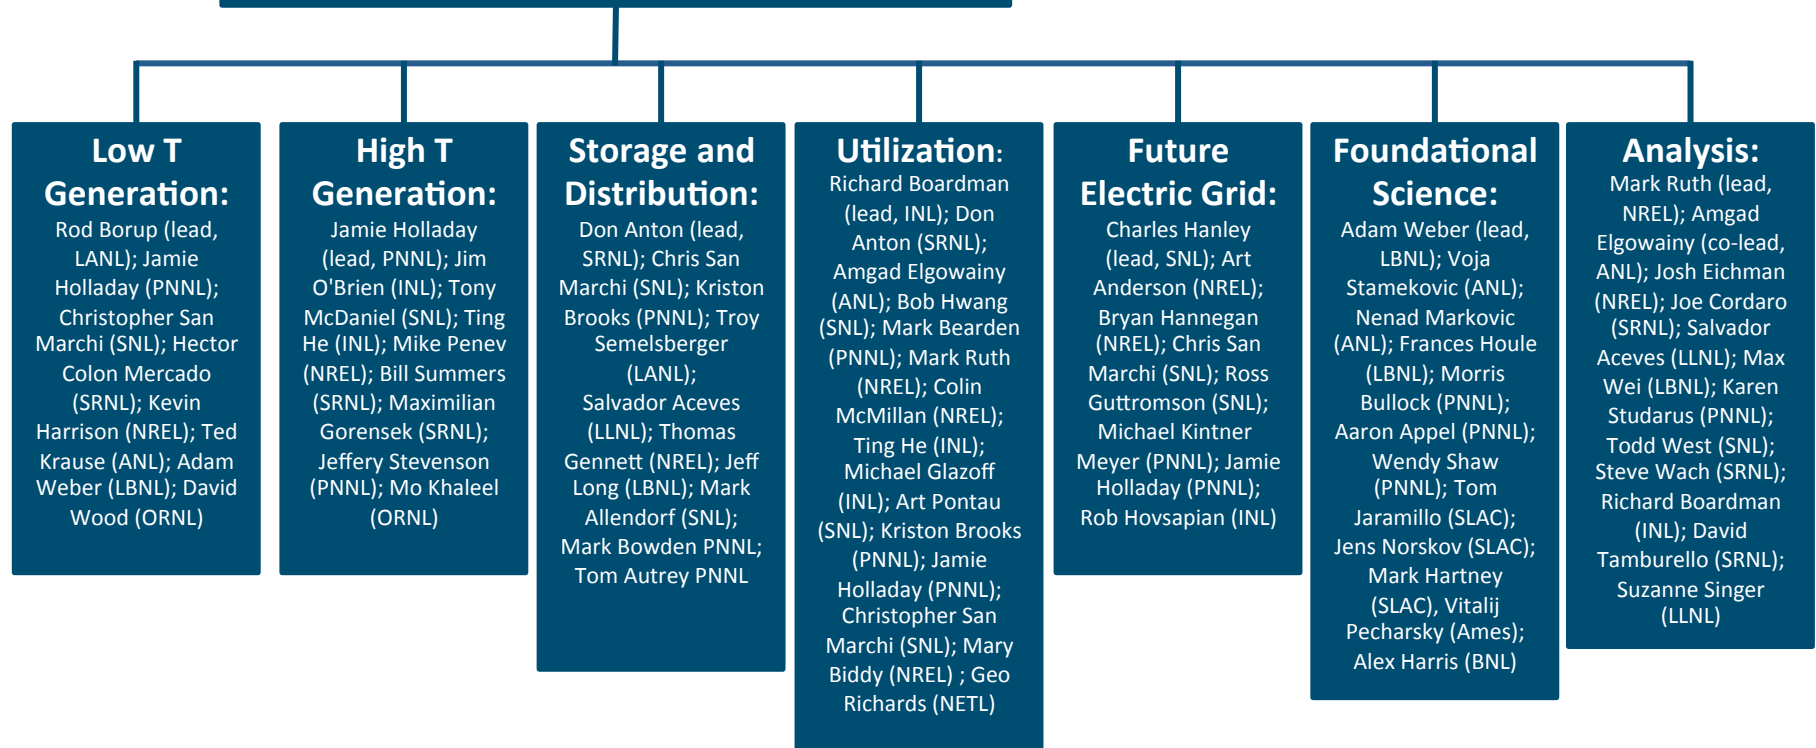 Low T
Generation:
Rod Borup (lead,
LANL); Jamie
Holladay (PNNL);
Christopher San
Marchi (SNL); Hector
Colon Mercado
(SRNL); Kevin
Harrison (NREL); Ted
Krause (ANL); Adam
Weber (LBNL); David
Wood (ORNL)
High T
Generation:
Jamie Holladay
(lead, PNNL); Jim
O'Brien (INL); Tony
McDaniel (SNL); Ting
He (INL); Mike Penev
(NREL); Bill Summers
(SRNL); Maximilian
Gorensek (SRNL);
Jeffery Stevenson
(PNNL); Mo Khaleel
(ORNL)
Storage and
Distribution:
Don Anton (lead,
SRNL); Chris San
Marchi (SNL); Kriston
Brooks (PNNL); Troy
Semelsberger
(LANL);
Salvador Aceves
(LLNL); Thomas
Gennett (NREL); Jeff
Long (LBNL); Mark
Allendorf (SNL);
Mark Bowden PNNL;
Tom Autrey PNNL
Utilization:
Richard Boardman
(lead, INL); Don
Anton (SRNL);
Amgad Elgowainy
(ANL); Bob Hwang
(SNL); Mark Bearden
(PNNL); Mark Ruth
(NREL); Colin
McMillan (NREL);
Ting He (INL);
Michael Glazoff
(INL); Art Pontau
(SNL); Kriston Brooks
(PNNL); Jamie
Holladay (PNNL);
Christopher San
Marchi (SNL); Mary
Biddy (NREL) ; Geo
Richards (NETL)
Future
Electric Grid:
Charles Hanley
(lead, SNL); Art
Anderson (NREL);
Bryan Hannegan
(NREL); Chris San
Marchi (SNL); Ross
Guttromson (SNL);
Michael Kintner
Meyer (PNNL); Jamie
Holladay (PNNL);
Rob Hovsapian (INL)
Foundational
Science:
Adam Weber (lead,
LBNL); Voja
Stamekovic (ANL);
Nenad Markovic
(ANL); Frances Houle
(LBNL); Morris
Bullock (PNNL);
Aaron Appel (PNNL);
Wendy Shaw
(PNNL); Tom
Jaramillo (SLAC);
Jens Norskov (SLAC);
Mark Hartney
(SLAC), Vitalij
Pecharsky (Ames);
Alex Harris (BNL)
Analysis:
Mark Ruth (lead,
NREL); Amgad
Elgowainy (co-lead,
ANL); Josh Eichman
(NREL); Joe Cordaro
(SRNL); Salvador
Aceves (LLNL); Max
Wei (LBNL); Karen
Studarus (PNNL);
Todd West (SNL);
Steve Wach (SRNL);
Richard Boardman
(INL); David
Tamburello (SRNL);
Suzanne Singer
(LLNL)